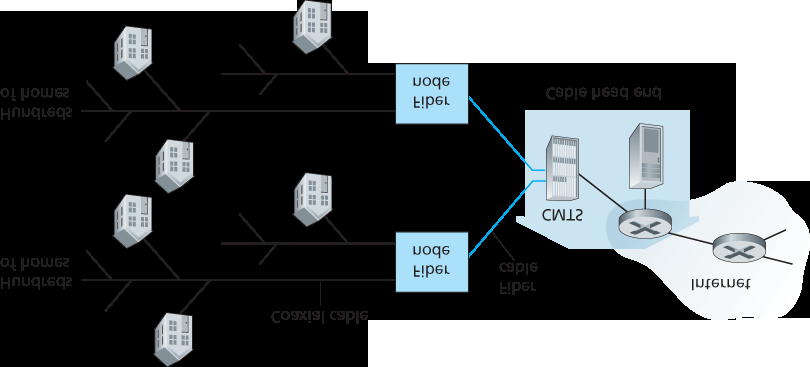 Coaxial cable
Hundreds
of homes
Fiber
node
Fiber
cable
Internet
CMTS
Hundreds
of homes
Fiber
node
Cable head end